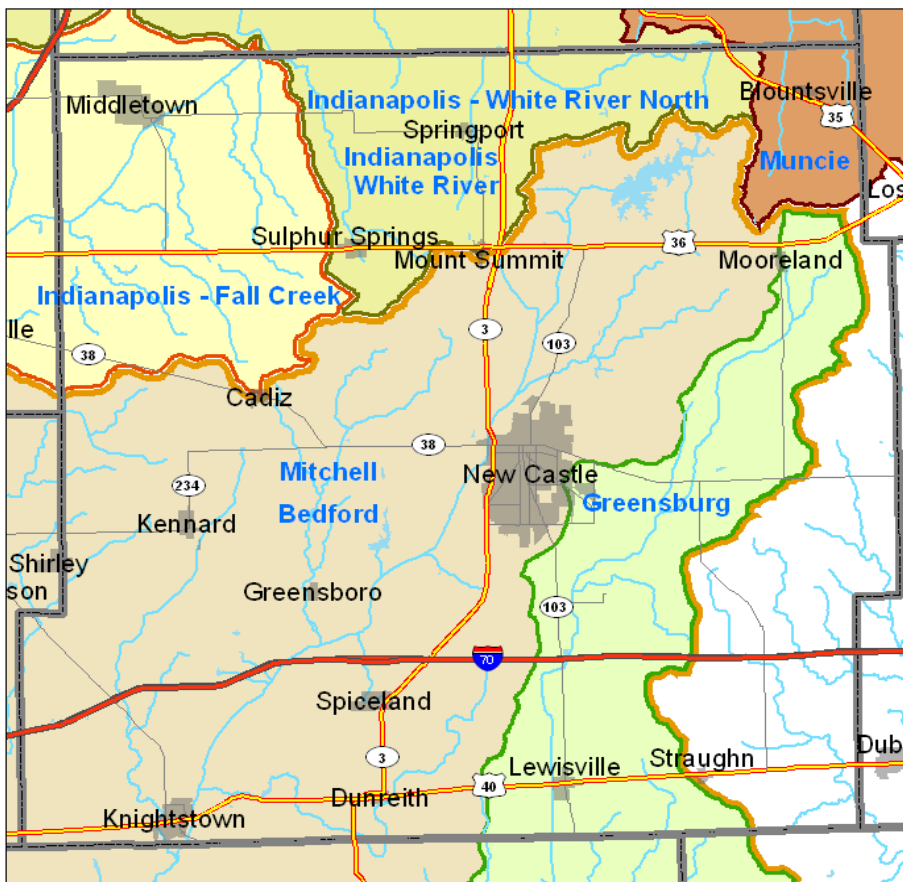 Blountsville
Middletown
Indianapolis - White River North
35
Springport
Indianapolis
White River
Muncie
Los
Sulphur Springs
36
Mount Summit
Mooreland
Indianapolis - Fall Creek
lle
3
103
38
Cadiz
38
Mitchell
New Castle
234
Bedford
Greensburg
Kennard
Shirley
son
Greensboro
103
70
Spiceland
3
Straughn
Dub
Lewisville
40
Dunreith
Knightstown